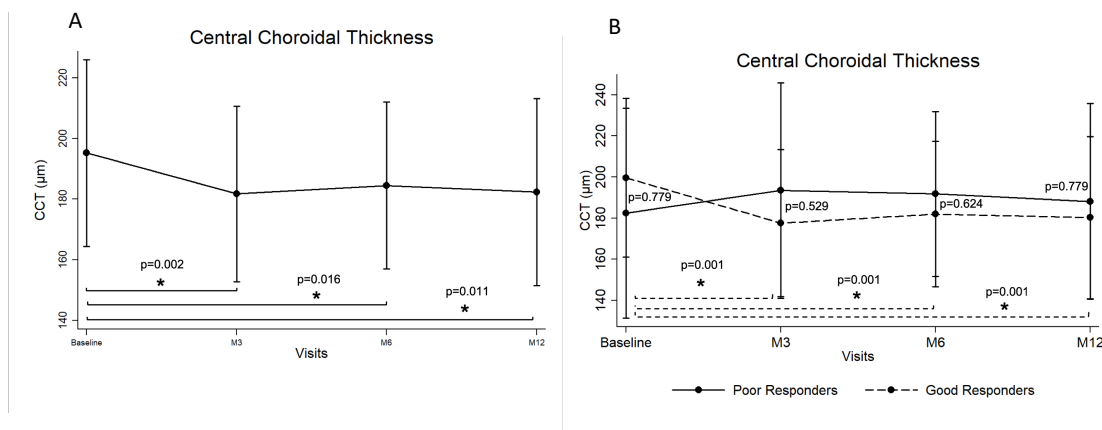 A
Central Choroidal Thickness
CCT (µm)
220
200
180
160
140
p=0.002
*
p=0.016
*
p=0.011
*
Baseline
M3
M6
M12
Visits
B
Central Choroidal Thickness
CCT (µm)
240
220
200
180
160
140
p=0.779
p=0.529
p=0.624
p=0.779
p=0.001
*
p=0.001
*
p=0.001
*
Baseline
M3
M6
M12
Visits
Poor Responders
Good Responders